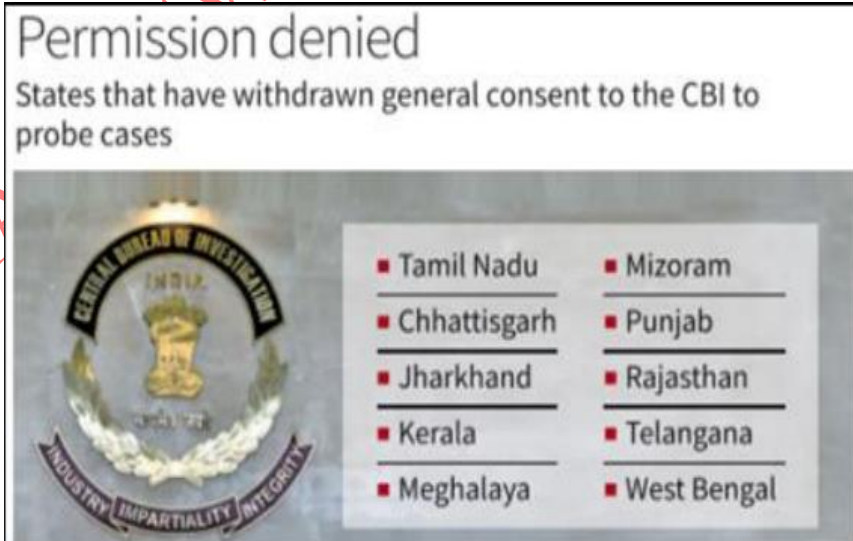 Permission denied
States that have withdrawn general consent to the CBI to
probe cases
CENTRAL BUREAU OF INVESTIGATION
INDIA
INDUSTRY IMPARTIALITY INTEGRITY
▪ Tamil Nadu
▪ Chhattisgarh
▪ Jharkhand
▪ Kerala
▪ Meghalaya
▪ Mizoram
▪ Punjab
▪ Rajasthan
▪ Telangana
▪ West Bengal